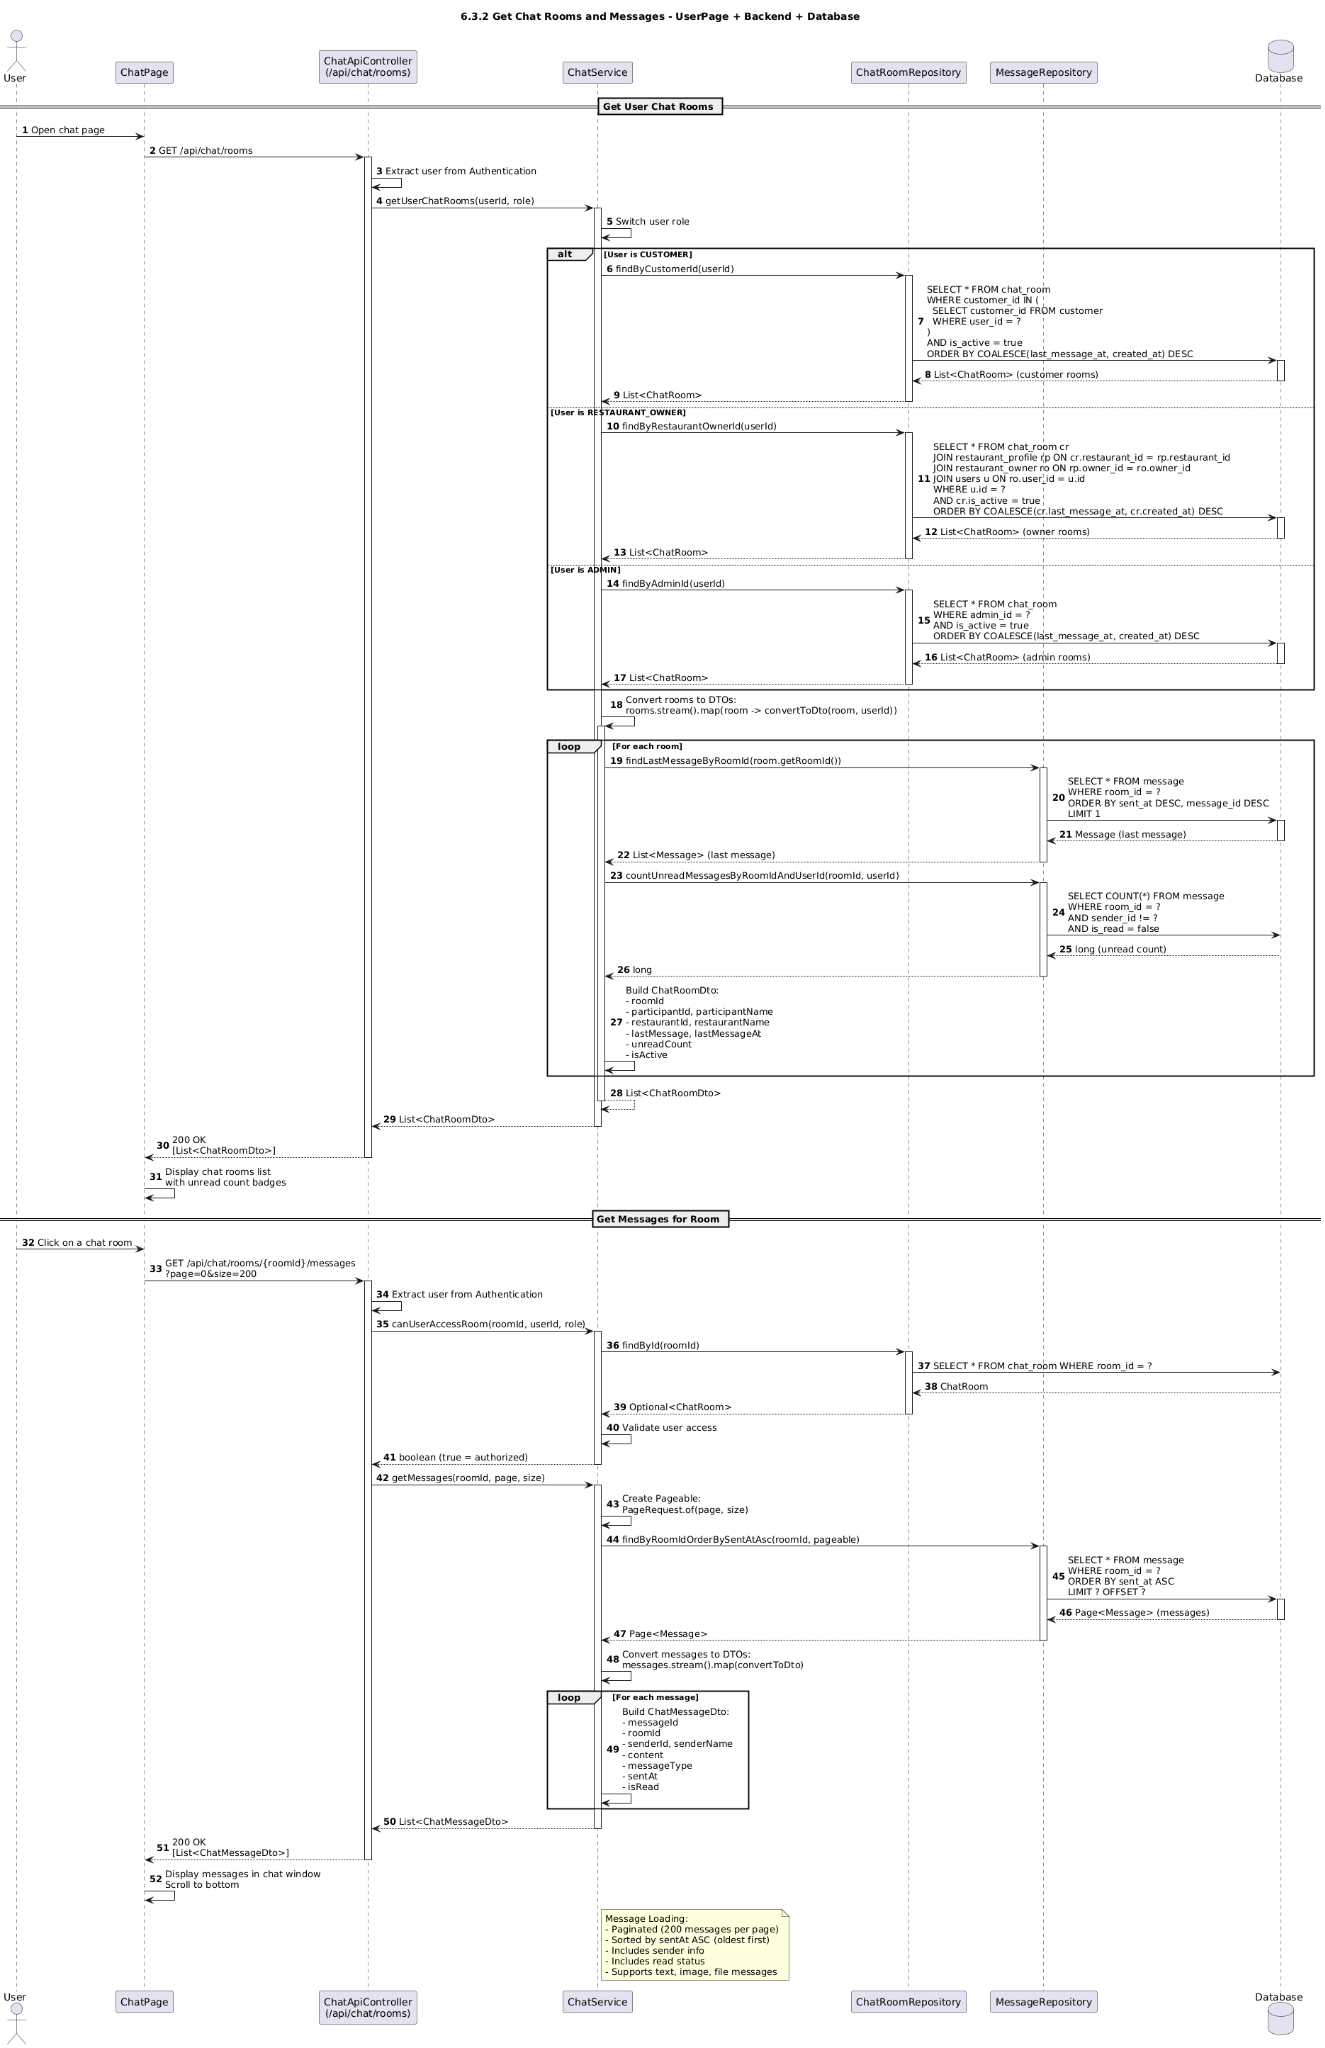 6.3.2 Get Chat Rooms and Messages - UserPage + Backend + Database
User
ChatPage
ChatApiController
(/api/chat/rooms)
ChatService
ChatRoomRepository
MessageRepository
Database
Get User Chat Rooms
1 Open chat page
2 GET /api/chat/rooms
3 Extract user from Authentication
4 getUserChatRooms(userId, role)
5 Switch user role
alt [User is CUSTOMER]
6 findByCustomerId(userId)
SELECT * FROM chat_room
WHERE customer_id IN (
SELECT customer_id FROM customer
7 WHERE user_id = ?
)
AND is_active = true
ORDER BY COALESCE(last_message_at, created_at) DESC
8 List<ChatRoom> (customer rooms)
9 List<ChatRoom>
[User is RESTAURANT_OWNER]
10 findByRestaurantOwnerId(userId)
SELECT * FROM chat_room cr
JOIN restaurant_profile rp ON cr.restaurant_id = rp.restaurant_id
JOIN restaurant_owner ro ON rp.owner_id = ro.owner_id
11 JOIN users u ON ro.user_id = u.id
WHERE u.id = ?
AND cr.is_active = true
ORDER BY COALESCE(cr.last_message_at, cr.created_at) DESC
12 List<ChatRoom> (owner rooms)
13 List<ChatRoom>
[User is ADMIN]
14 findByAdminId(userId)
SELECT * FROM chat_room
15 WHERE admin_id = ?
AND is_active = true
ORDER BY COALESCE(last_message_at, created_at) DESC
16 List<ChatRoom> (admin rooms)
17 List<ChatRoom>
18 Convert rooms to DTOs:
rooms.stream().map(room -> convertToDto(room, userId))
loop [For each room]
19 findLastMessageByRoomId(room.getRoomId())
SELECT * FROM message
20 WHERE room_id = ?
ORDER BY sent_at DESC, message_id DESC
LIMIT 1
21 Message (last message)
22 List<Message> (last message)
23 countUnreadMessagesByRoomIdAndUserId(roomId, userId)
SELECT COUNT(*) FROM message
24 WHERE room_id = ?
AND sender_id != ?
AND is_read = false
25 long (unread count)
26 long
Build ChatRoomDto:
- roomId
- participantId, participantName
27 - restaurantId, restaurantName
- lastMessage, lastMessageAt
- unreadCount
- isActive
28 List<ChatRoomDto>
29 List<ChatRoomDto>
30 200 OK
[List<ChatRoomDto>]
31 Display chat rooms list
with unread count badges
Get Messages for Room
32 Click on a chat room
33 GET /api/chat/rooms/{roomId}/messages
?page=0&size=200
34 Extract user from Authentication
35 canUserAccessRoom(roomId, userId, role)
36 findById(roomId)
37 SELECT * FROM chat_room WHERE room_id = ?
38 ChatRoom
39 Optional<ChatRoom>
40 Validate user access
41 boolean (true = authorized)
42 getMessages(roomId, page, size)
43 Create Pageable:
PageRequest.of(page, size)
44 findByRoomIdOrderBySentAtAsc(roomId, pageable)
SELECT * FROM message
45 WHERE room_id = ?
ORDER BY sent_at ASC
LIMIT ? OFFSET ?
46 Page<Message> (messages)
47 Page<Message>
48 Convert messages to DTOs:
messages.stream().map(convertToDto)
loop [For each message]
Build ChatMessageDto:
- messageId
- roomId
49 - senderId, senderName
- content
- messageType
- sentAt
- isRead
50 List<ChatMessageDto>
51 200 OK
[List<ChatMessageDto>]
52 Display messages in chat window
Scroll to bottom
Message Loading:
- Paginated (200 messages per page)
- Sorted by sentAt ASC (oldest first)
- Includes sender info
- Includes read status
- Supports text, image, file messages
User
ChatPage
ChatApiController
(/api/chat/rooms)
ChatService
ChatRoomRepository
MessageRepository
Database